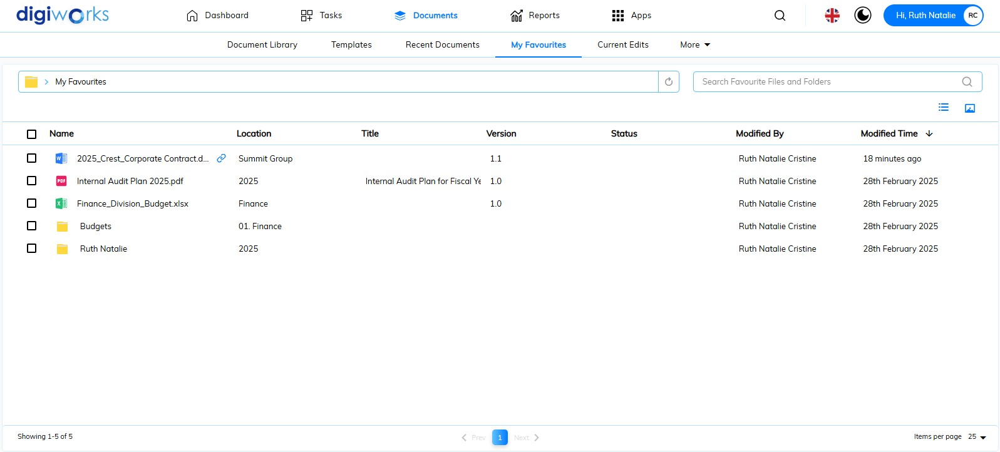 digiworks
Dashboard
Tasks
Documents
Reports
Apps
Hi, Ruth Natalie
RC
Document Library
Templates
Recent Documents
My Favourites
Current Edits
More
My Favourites
Search Favourite Files and Folders
Name Location Title Version Status Modified By Modified Time
2025_Crest_Corporate Contract.d... Summit Group 1.1 Ruth Natalie Cristine 18 minutes ago
PDF Internal Audit Plan 2025.pdf 2025 Internal Audit Plan for Fiscal Ye 1.0 Ruth Natalie Cristine 28th February 2025
Finance_Division_Budget.xlsx Finance 1.0 Ruth Natalie Cristine 28th February 2025
Budgets 01. Finance Ruth Natalie Cristine 28th February 2025
Ruth Natalie 2025 Ruth Natalie Cristine 28th February 2025
Showing 1-5 of 5
Prev 1 Next
Items per page 25